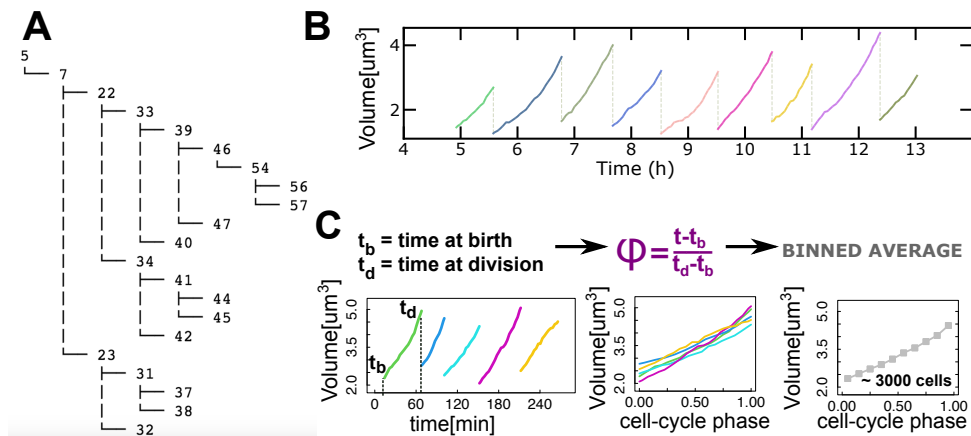 A
5
7
22
33
39
46
54
56
57
47
40
34
41
44
45
42
23
31
37
38
32
B
Volume[um³]
4
2
4 5 6 7 8 9 10 11 12 13
Time (h)
C
t_b = time at birth
t_d = time at division
φ = (t-t_b)/(t_d-t_b)
BINNED AVERAGE
Volume[um³]
5.0
3.5
2.0
t_d
t_b
0 60 120 180 240
time[min]
Volume[um³]
5.0
3.5
2.0
0.00 0.50 1.00
cell-cycle phase
Volume[um³]
5.0
3.5
2.0
~ 3000 cells
0.00 0.50 1.00
cell-cycle phase